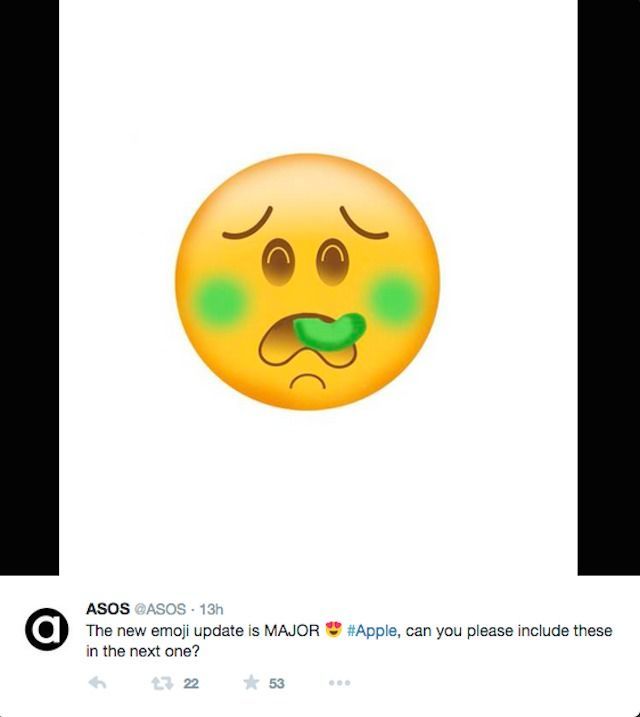 ASOS @ASOS · 13h
The new emoji update is MAJOR 😍 #Apple, can you please include these
in the next one?
22 53